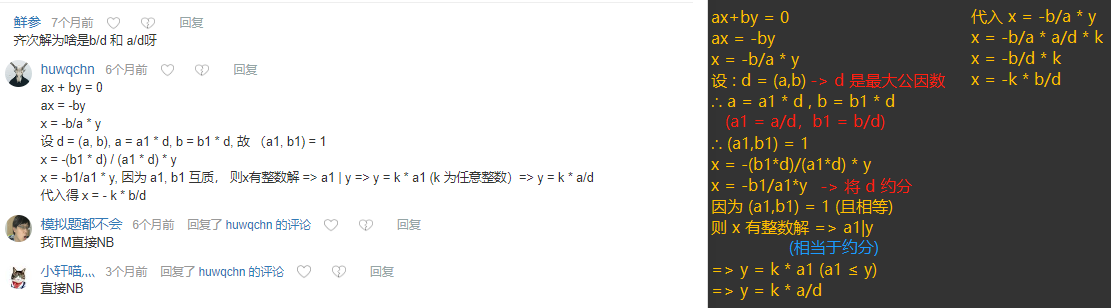 鲜参 7个月前 回复
齐次解为啥是b/d 和 a/d呀
huwqchn 6个月前 回复
ax + by = 0
ax = -by
x = -b/a * y
设 d = (a, b), a = a1 * d, b = b1 * d, 故 （a1, b1) = 1
x = -(b1 * d) / (a1 * d) * y
x = -b1/a1 * y, 因为 a1, b1 互质， 则x有整数解 => a1 | y => y = k * a1 (k 为任意整数）=> y = k * a/d
代入得 x = - k * b/d
模拟题都不会 6个月前 回复了 huwqchn 的评论 回复
我TM直接NB
小轩喵灬 3个月前 回复了 huwqchn 的评论 回复
直接NB
ax+by = 0
ax = -by
x = -b/a * y
设 : d = (a,b) -> d 是最大公因数
∴ a = a1 * d , b = b1 * d
(a1 = a/d，b1 = b/d)
∴ (a1,b1) = 1
x = -(b1*d)/(a1*d) * y
x = -b1/a1*y -> 将 d 约分
因为 (a1,b1) = 1 (且相等)
则 x 有整数解 => a1|y
(相当于约分)
=> y = k * a1 (a1 ≤ y)
=> y = k * a/d
代入 x = -b/a * y
x = -b/a * a/d * k
x = -b/d * k
x = -k * b/d